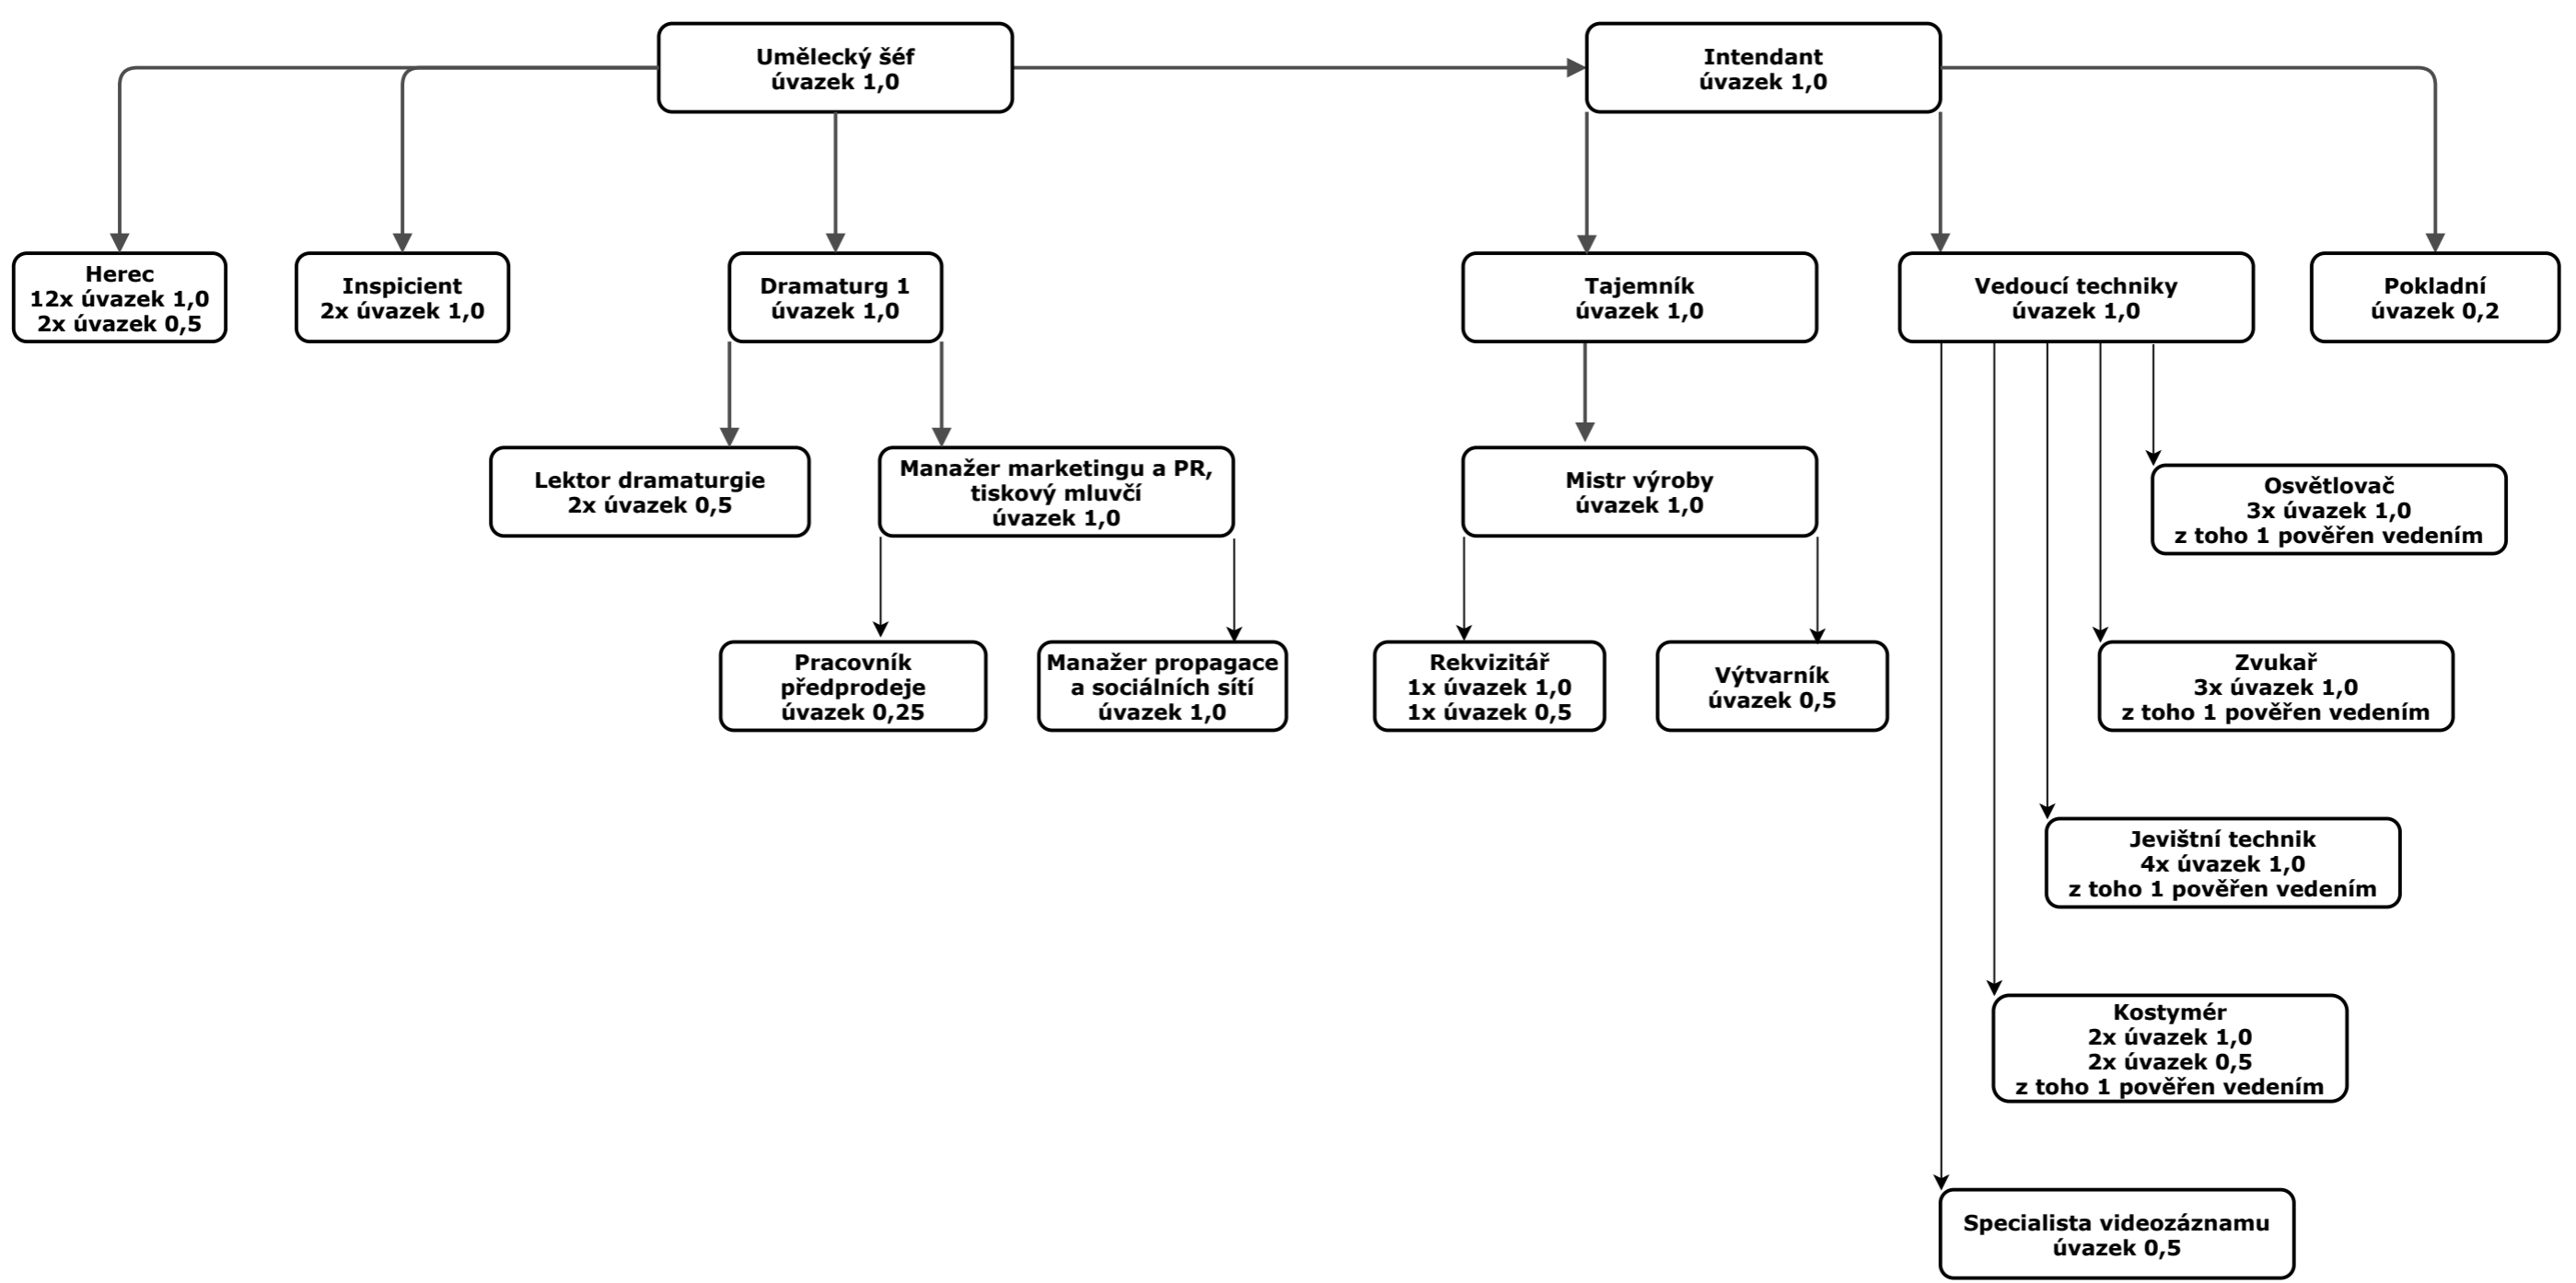 Umělecký šéf
úvazek 1,0
Intendant
úvazek 1,0
Herec
12x úvazek 1,0
2x úvazek 0,5
Inspicient
2x úvazek 1,0
Dramaturg 1
úvazek 1,0
Tajemník
úvazek 1,0
Vedoucí techniky
úvazek 1,0
Pokladní
úvazek 0,2
Lektor dramaturgie
2x úvazek 0,5
Manažer marketingu a PR,
tiskový mluvčí
úvazek 1,0
Mistr výroby
úvazek 1,0
Osvětlovač
3x úvazek 1,0
z toho 1 pověřen vedením
Pracovník
předprodeje
úvazek 0,25
Manažer propagace
a sociálních sítí
úvazek 1,0
Rekvizitář
1x úvazek 1,0
1x úvazek 0,5
Výtvarník
úvazek 0,5
Zvukař
3x úvazek 1,0
z toho 1 pověřen vedením
Jevištní technik
4x úvazek 1,0
z toho 1 pověřen vedením
Kostymér
2x úvazek 1,0
2x úvazek 0,5
z toho 1 pověřen vedením
Specialista videozáznamu
úvazek 0,5